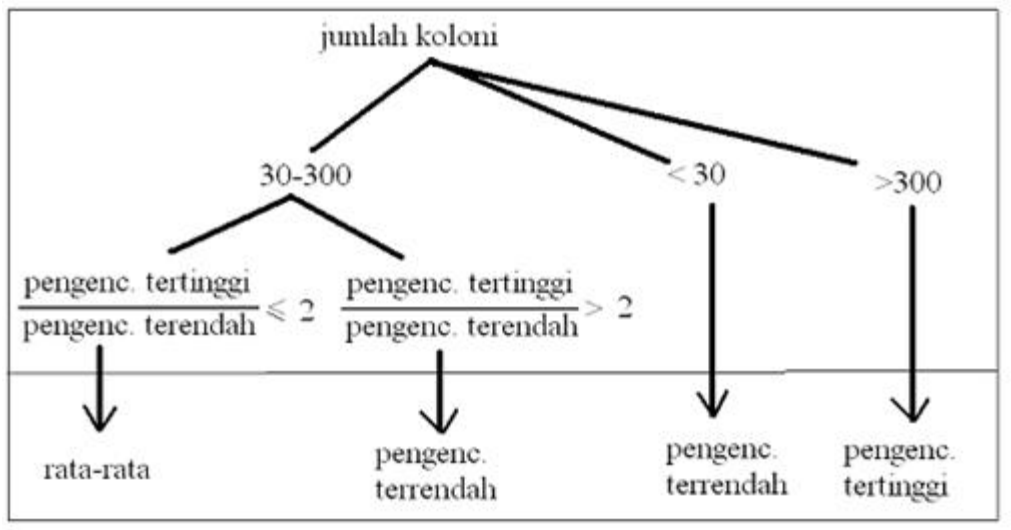 jumlah koloni
30-300
< 30
>300
pengenc. tertinggi
pengenc. terendah
⩽ 2
pengenc. tertinggi
pengenc. terendah
> 2
rata-rata
pengenc.
terrendah
pengenc.
terrendah
pengenc.
tertinggi